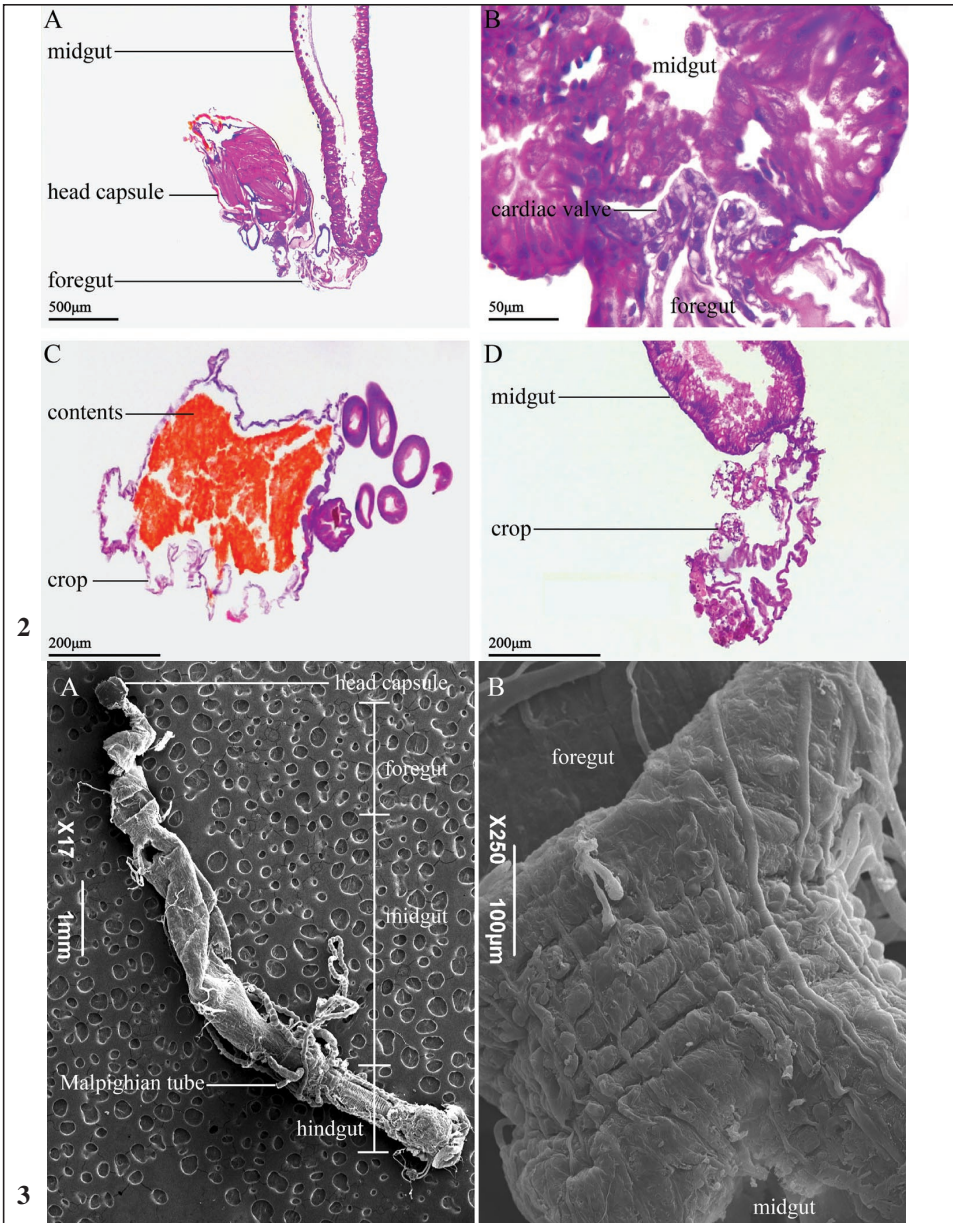 A
midgut
head capsule
foregut
500μm
B
midgut
cardiac valve
foregut
50μm
C
contents
crop
200μm
D
midgut
crop
200μm
2
A
head capsule
foregut
midgut
X17
1mm
Malpighian tube
hindgut
B
foregut
X250
100μm
midgut
3